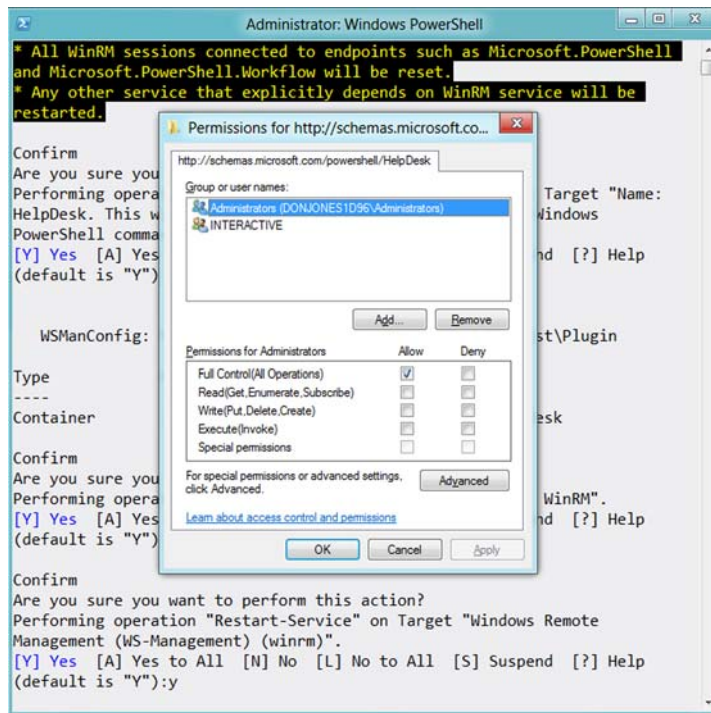 Administrator: Windows PowerShell
* All WinRM sessions connected to endpoints such as Microsoft.PowerShell
and Microsoft.PowerShell.Workflow will be reset.
* Any other service that explicitly depends on WinRM service will be
restarted.
Permissions for http://schemas.microsoft.co...
http://schemas.microsoft.com/powershell/HelpDesk
Group or user names:
Administrators (DONJONES1D96\Administrators)
INTERACTIVE
Add... Remove
Permissions for Administrators Allow Deny
Full Control(All Operations)
Read(Get,Enumerate,Subscribe)
Write(Put,Delete,Create)
Execute(Invoke)
Special permissions
For special permissions or advanced settings,
click Advanced.
Advanced
Learn about access control and permissions
OK Cancel Apply
Confirm
Are you sure you
Performing opera Target "Name:
HelpDesk. This w Windows
PowerShell comma
[Y] Yes [A] Yes nd [?] Help
(default is "Y")
WSManConfig: st\Plugin
Type
----
Container esk
Confirm
Are you sure you
Performing opera WinRM".
[Y] Yes [A] Yes nd [?] Help
(default is "Y")
Confirm
Are you sure you want to perform this action?
Performing operation "Restart-Service" on Target "Windows Remote
Management (WS-Management) (winrm)".
[Y] Yes [A] Yes to All [N] No [L] No to All [S] Suspend [?] Help
(default is "Y"):y